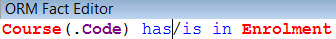 ORM Fact Editor
Course(.Code) has/is in Enrolment